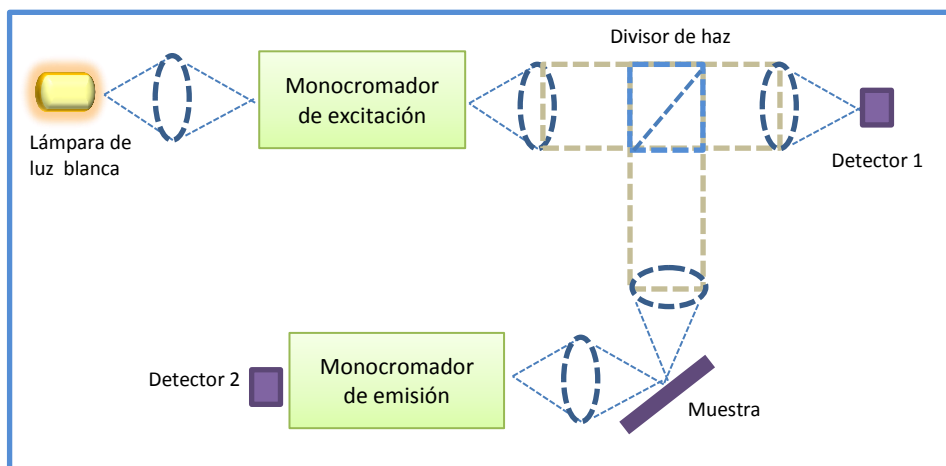 Divisor de haz
Monocromador
de excitación
Lámpara de
luz blanca
Detector 1
Monocromador
de emisión
Detector 2
Muestra